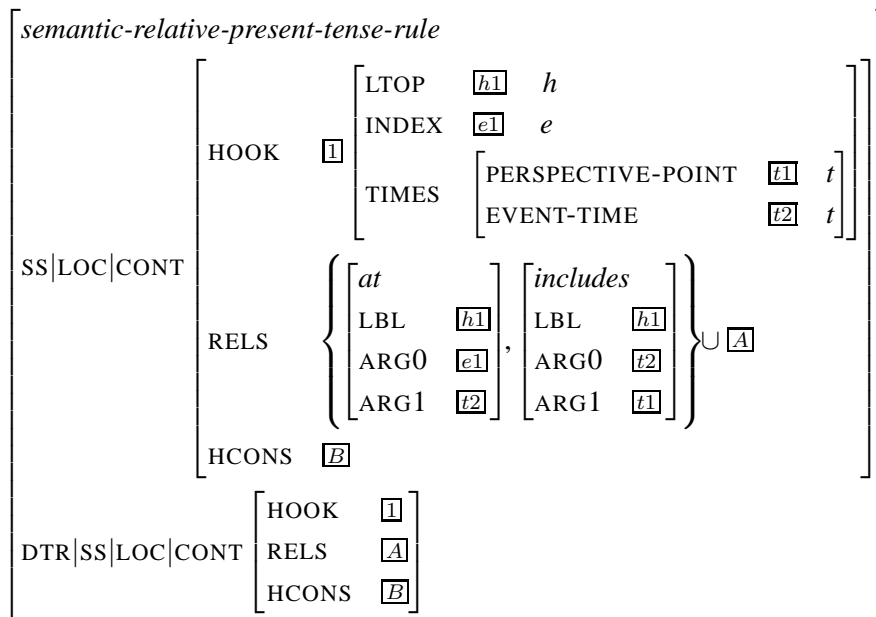 semantic-relative-present-tense-rule
LTOP h1 h
INDEX e1 e
HOOK 1
PERSPECTIVE-POINT t1 t
TIMES
EVENT-TIME t2 t
SS|LOC|CONT
at includes
LBL h1 LBL h1
RELS { , } ∪ A
ARG0 e1 ARG0 t2
ARG1 t2 ARG1 t1
HCONS B
HOOK 1
DTR|SS|LOC|CONT RELS A
HCONS B